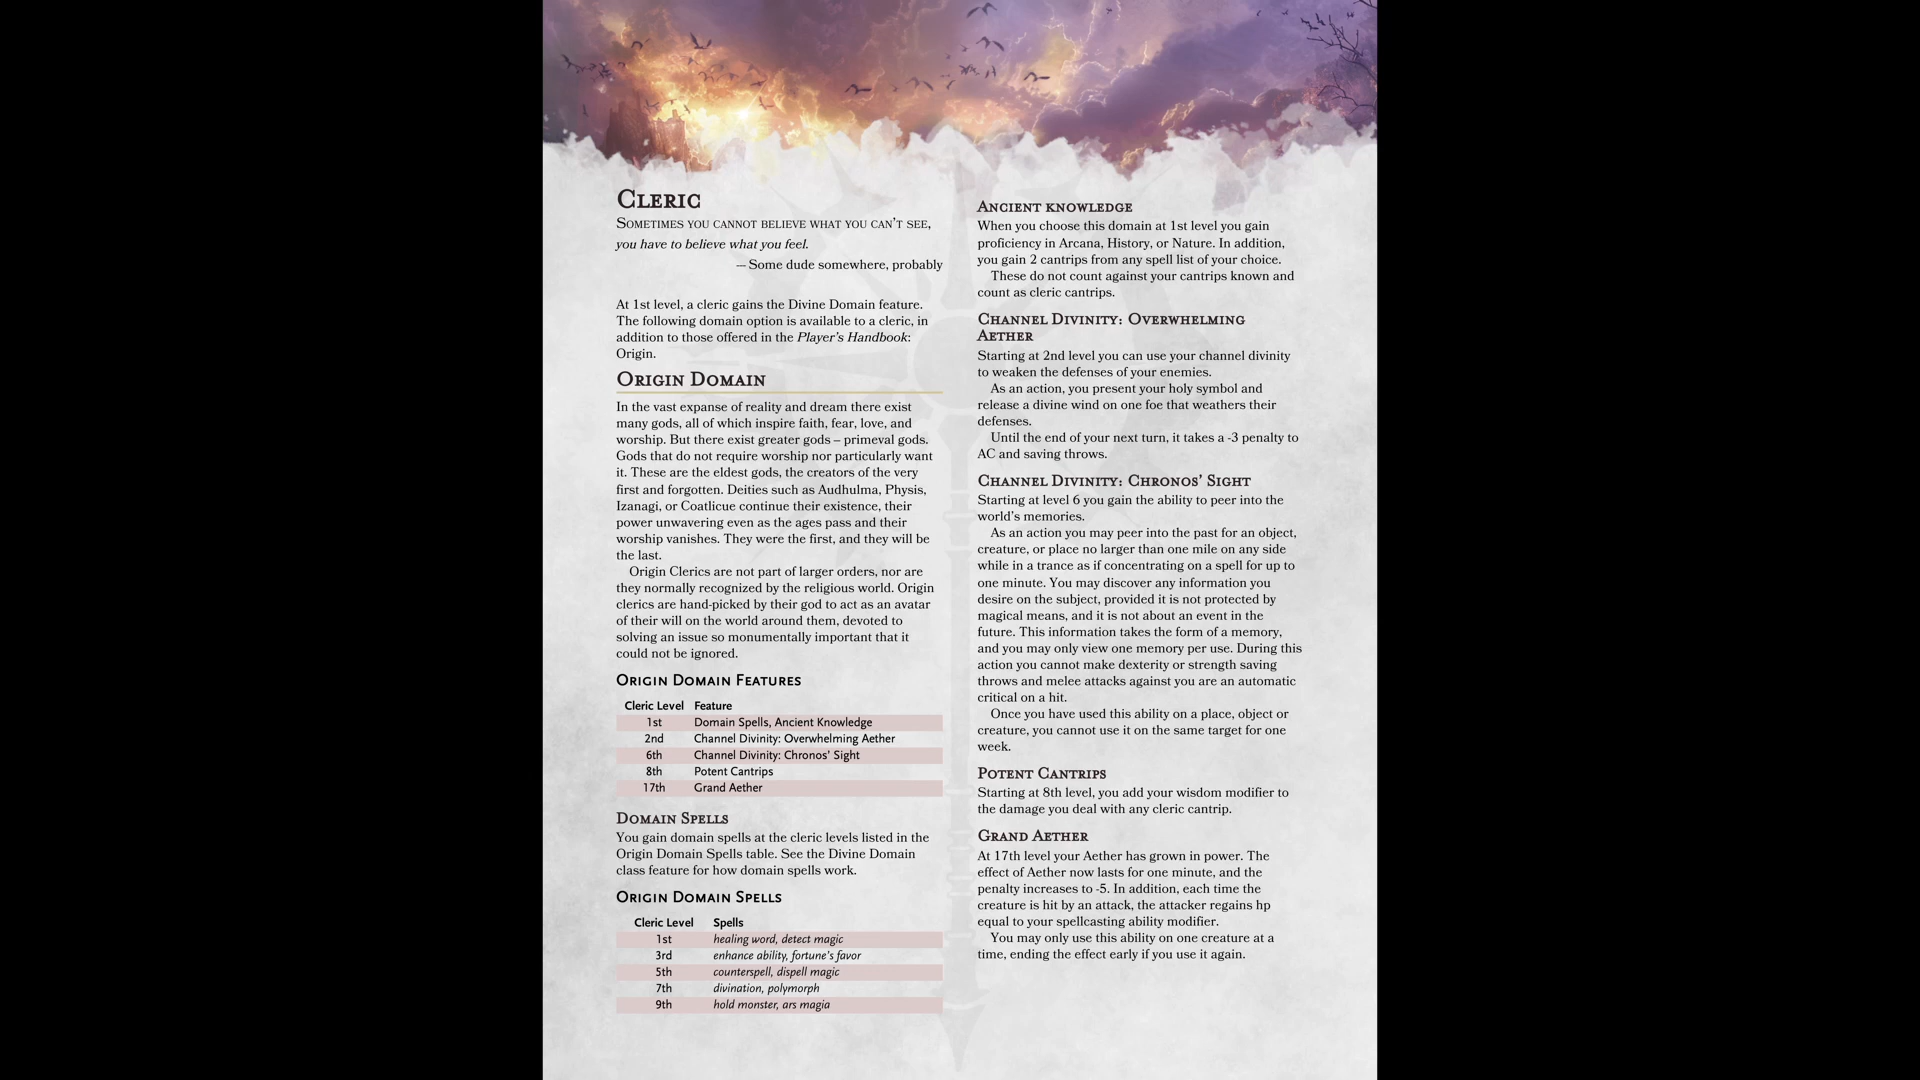 Cleric
Sometimes you cannot believe what you can't see,
you have to believe what you feel.
— Some dude somewhere, probably
At 1st level, a cleric gains the Divine Domain feature.
The following domain option is available to a cleric, in
addition to those offered in the Player's Handbook:
Origin.
Origin Domain
In the vast expanse of reality and dream there exist
many gods, all of which inspire faith, fear, love, and
worship. But there exist greater gods – primeval gods.
Gods that do not require worship nor particularly want
it. These are the eldest gods, the creators of the very
first and forgotten. Deities such as Audhulma, Physis,
Izanagi, or Coatlicue continue their existence, their
power unwavering even as the ages pass and their
worship vanishes. They were the first, and they will be
the last.
Origin Clerics are not part of larger orders, nor are
they normally recognized by the religious world. Origin
clerics are hand-picked by their god to act as an avatar
of their will on the world around them, devoted to
solving an issue so monumentally important that it
could not be ignored.
Origin Domain Features
Cleric Level Feature
1st Domain Spells, Ancient Knowledge
2nd Channel Divinity: Overwhelming Aether
6th Channel Divinity: Chronos' Sight
8th Potent Cantrips
17th Grand Aether
Domain Spells
You gain domain spells at the cleric levels listed in the
Origin Domain Spells table. See the Divine Domain
class feature for how domain spells work.
Origin Domain Spells
Cleric Level Spells
1st healing word, detect magic
3rd enhance ability, fortune's favor
5th counterspell, dispell magic
7th divination, polymorph
9th hold monster, ars magia
Ancient knowledge
When you choose this domain at 1st level you gain
proficiency in Arcana, History, or Nature. In addition,
you gain 2 cantrips from any spell list of your choice.
These do not count against your cantrips known and
count as cleric cantrips.
Channel Divinity: Overwhelming
Aether
Starting at 2nd level you can use your channel divinity
to weaken the defenses of your enemies.
As an action, you present your holy symbol and
release a divine wind on one foe that weathers their
defenses.
Until the end of your next turn, it takes a -3 penalty to
AC and saving throws.
Channel Divinity: Chronos' Sight
Starting at level 6 you gain the ability to peer into the
world's memories.
As an action you may peer into the past for an object,
creature, or place no larger than one mile on any side
while in a trance as if concentrating on a spell for up to
one minute. You may discover any information you
desire on the subject, provided it is not protected by
magical means, and it is not about an event in the
future. This information takes the form of a memory,
and you may only view one memory per use. During this
action you cannot make dexterity or strength saving
throws and melee attacks against you are an automatic
critical on a hit.
Once you have used this ability on a place, object or
creature, you cannot use it on the same target for one
week.
Potent Cantrips
Starting at 8th level, you add your wisdom modifier to
the damage you deal with any cleric cantrip.
Grand Aether
At 17th level your Aether has grown in power. The
effect of Aether now lasts for one minute, and the
penalty increases to -5. In addition, each time the
creature is hit by an attack, the attacker regains hp
equal to your spellcasting ability modifier.
You may only use this ability on one creature at a
time, ending the effect early if you use it again.